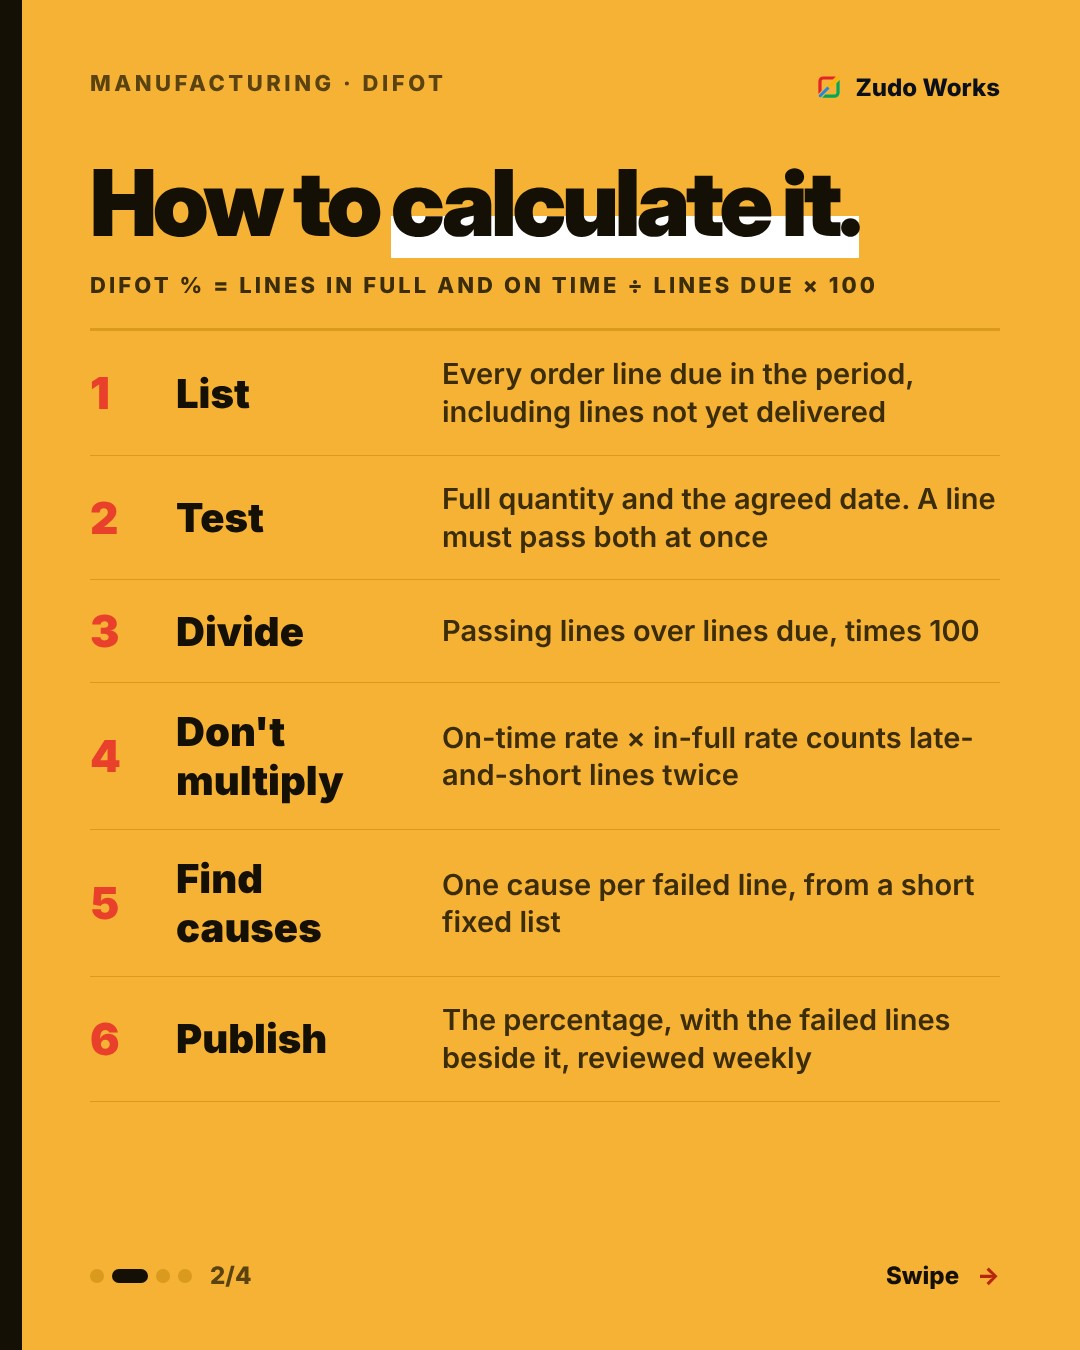 MANUFACTURING · DIFOT
Zudo Works
How to calculate it.
DIFOT % = LINES IN FULL AND ON TIME ÷ LINES DUE × 100
1
List
Every order line due in the period,
including lines not yet delivered
2
Test
Full quantity and the agreed date. A line
must pass both at once
3
Divide
Passing lines over lines due, times 100
4
Don't
multiply
On-time rate × in-full rate counts late-
and-short lines twice
5
Find
causes
One cause per failed line, from a short
fixed list
6
Publish
The percentage, with the failed lines
beside it, reviewed weekly
2/4
Swipe →